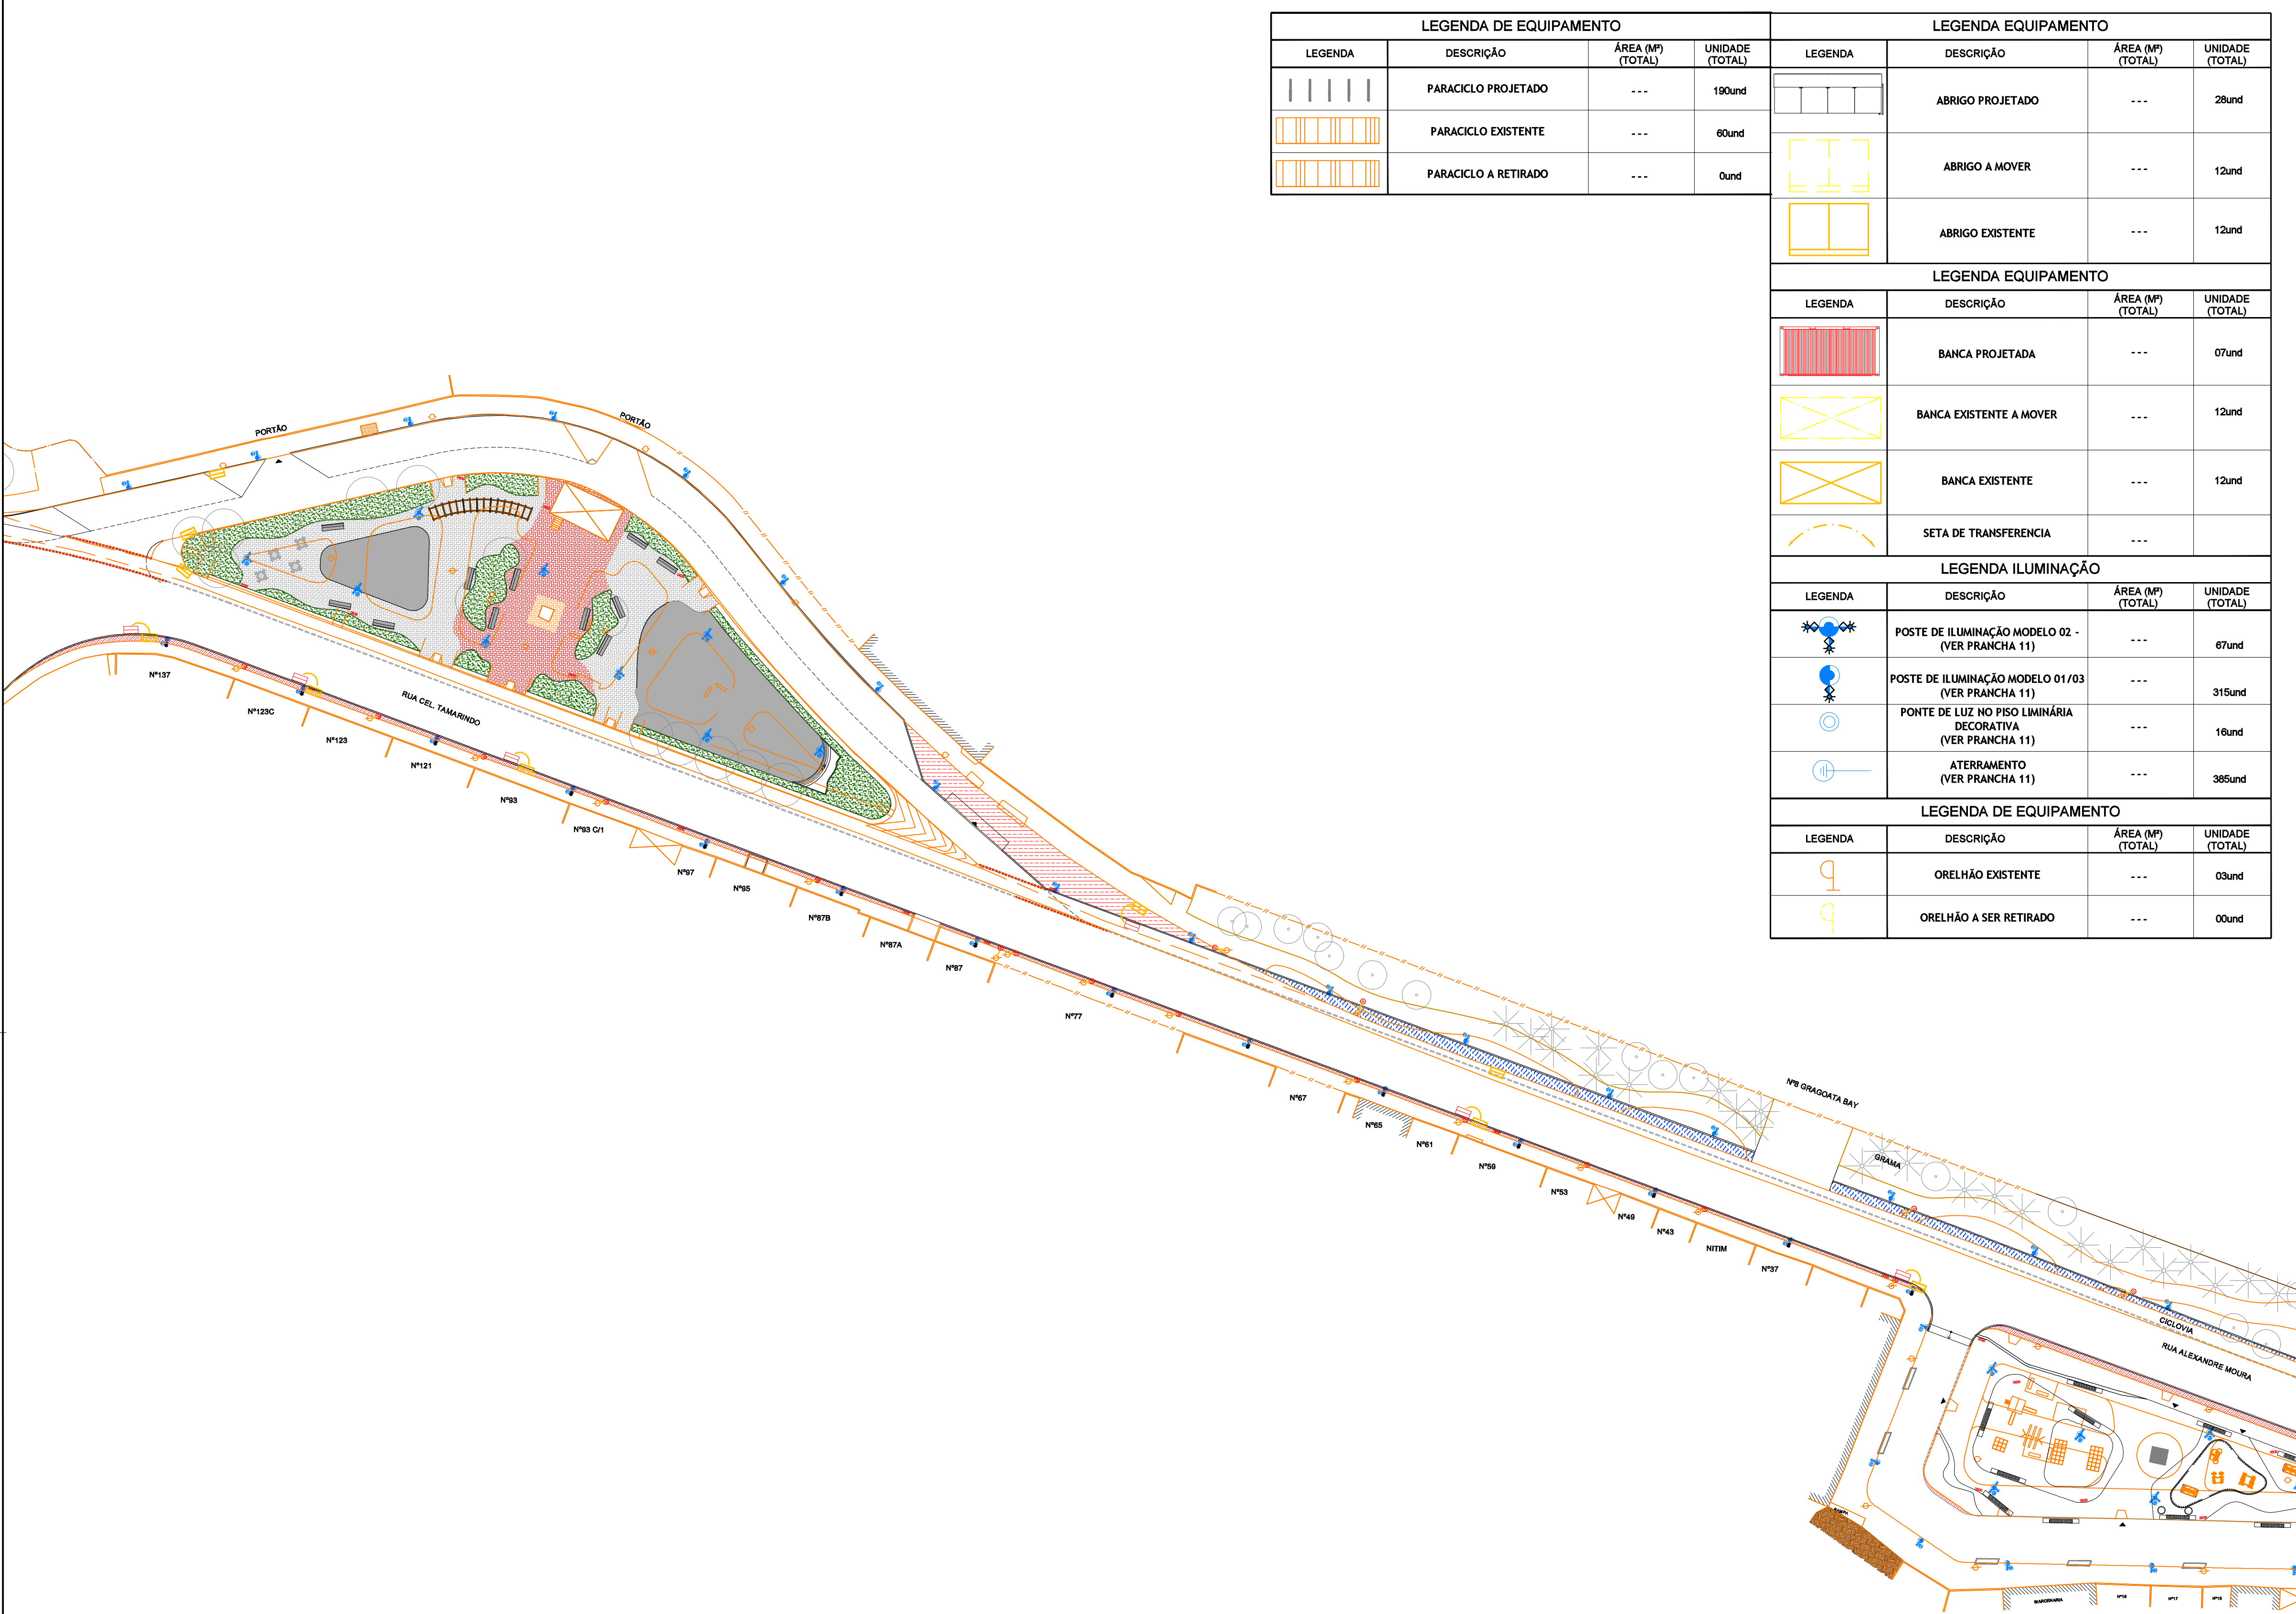 LEGENDA DE EQUIPAMENTO
LEGENDA DESCRIÇÃO ÁREA (M²) (TOTAL) UNIDADE (TOTAL)
PARACICLO PROJETADO --- 190und
PARACICLO EXISTENTE --- 60und
PARACICLO A RETIRADO --- 0und
LEGENDA EQUIPAMENTO
LEGENDA DESCRIÇÃO ÁREA (M²) (TOTAL) UNIDADE (TOTAL)
ABRIGO PROJETADO --- 28und
ABRIGO A MOVER --- 12und
ABRIGO EXISTENTE --- 12und
LEGENDA EQUIPAMENTO
LEGENDA DESCRIÇÃO ÁREA (M²) (TOTAL) UNIDADE (TOTAL)
BANCA PROJETADA --- 07und
BANCA EXISTENTE A MOVER --- 12und
BANCA EXISTENTE --- 12und
SETA DE TRANSFERENCIA ---
LEGENDA ILUMINAÇÃO
LEGENDA DESCRIÇÃO ÁREA (M²) (TOTAL) UNIDADE (TOTAL)
POSTE DE ILUMINAÇÃO MODELO 02 -
(VER PRANCHA 11) --- 67und
POSTE DE ILUMINAÇÃO MODELO 01/03
(VER PRANCHA 11) --- 315und
PONTE DE LUZ NO PISO LIMINÁRIA
DECORATIVA
(VER PRANCHA 11) --- 16und
ATERRAMENTO
(VER PRANCHA 11) --- 385und
LEGENDA DE EQUIPAMENTO
LEGENDA DESCRIÇÃO ÁREA (M²) (TOTAL) UNIDADE (TOTAL)
ORELHÃO EXISTENTE --- 03und
ORELHÃO A SER RETIRADO --- 00und
PORTÃO
PORTÃO
Nº137
Nº123C
RUA CEL. TAMARINDO
Nº123
Nº121
Nº93
Nº93 C/1
Nº97
Nº95
Nº87B
Nº87A
Nº87
Nº77
Nº67
Nº65
Nº61
Nº59
Nº53
Nº49
Nº43
NITIM
Nº37
Nº8 GRAGOATA BAY
GRAMA
CICLOVIA
RUA ALEXANDRE MOURA
RAMPA
MARCENARIA
Nº19
Nº17
Nº15